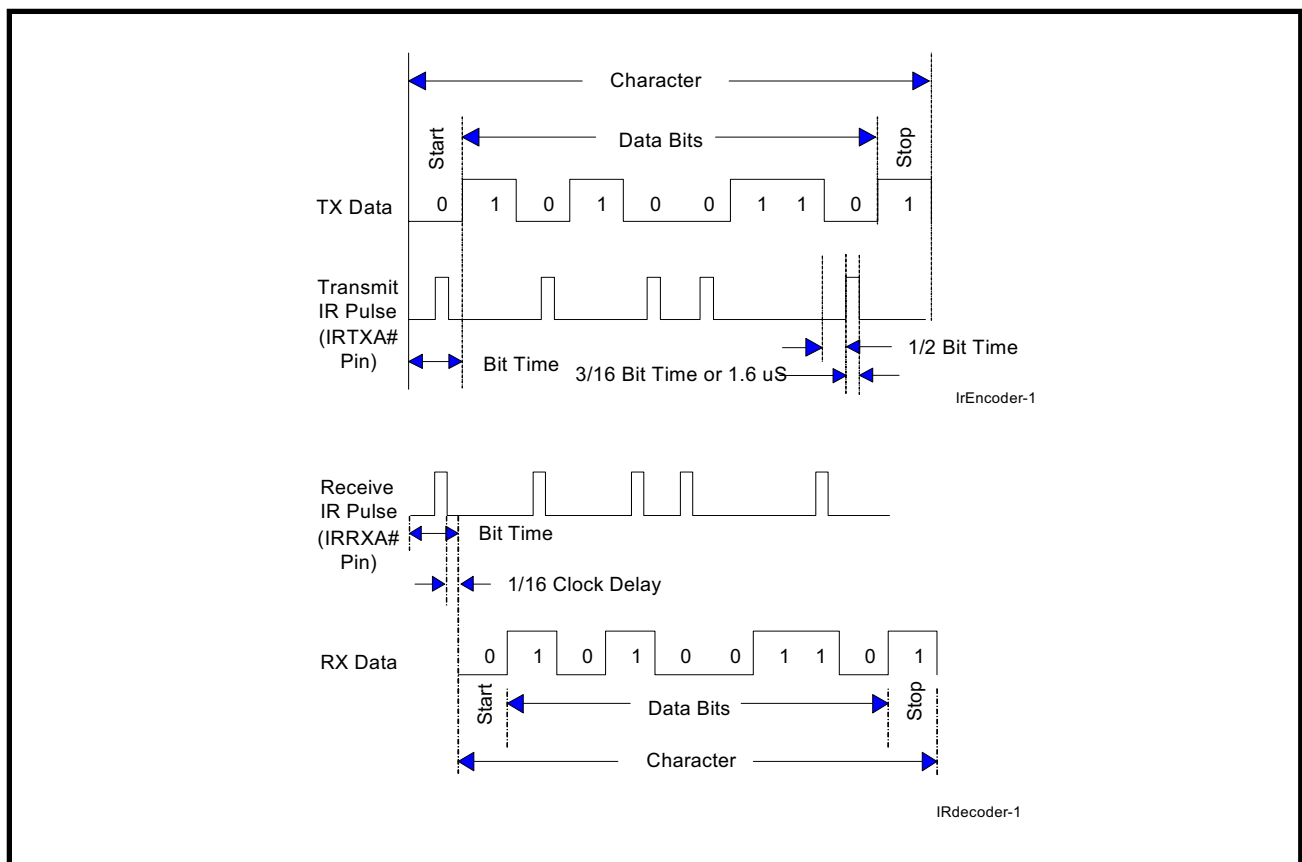 Character
Start
Data Bits
Stop
TX Data
0 1 0 1 0 0 1 1 0 1
Transmit
IR Pulse
(IRTXA#
Pin)
Bit Time
1/2 Bit Time
3/16 Bit Time or 1.6 uS
IrEncoder-1
Receive
IR Pulse
(IRRXA#
Pin)
Bit Time
1/16 Clock Delay
RX Data
0 1 0 1 0 0 1 1 0 1
Start
Data Bits
Stop
Character
IRdecoder-1